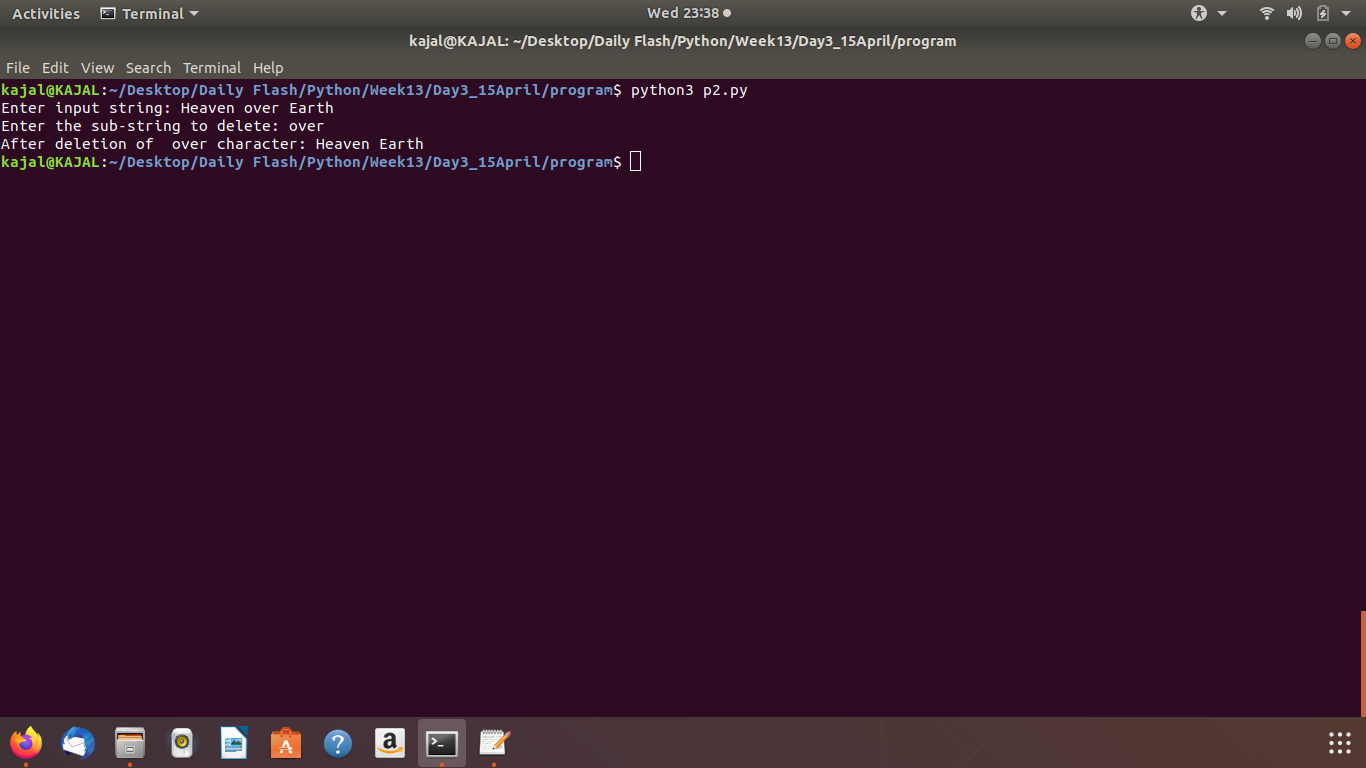 Activities Terminal Wed 23:38
kajal@KAJAL: ~/Desktop/Daily Flash/Python/Week13/Day3_15April/program
File Edit View Search Terminal Help
kajal@KAJAL:~/Desktop/Daily Flash/Python/Week13/Day3_15April/program$ python3 p2.py
Enter input string: Heaven over Earth
Enter the sub-string to delete: over
After deletion of  over character: Heaven Earth
kajal@KAJAL:~/Desktop/Daily Flash/Python/Week13/Day3_15April/program$